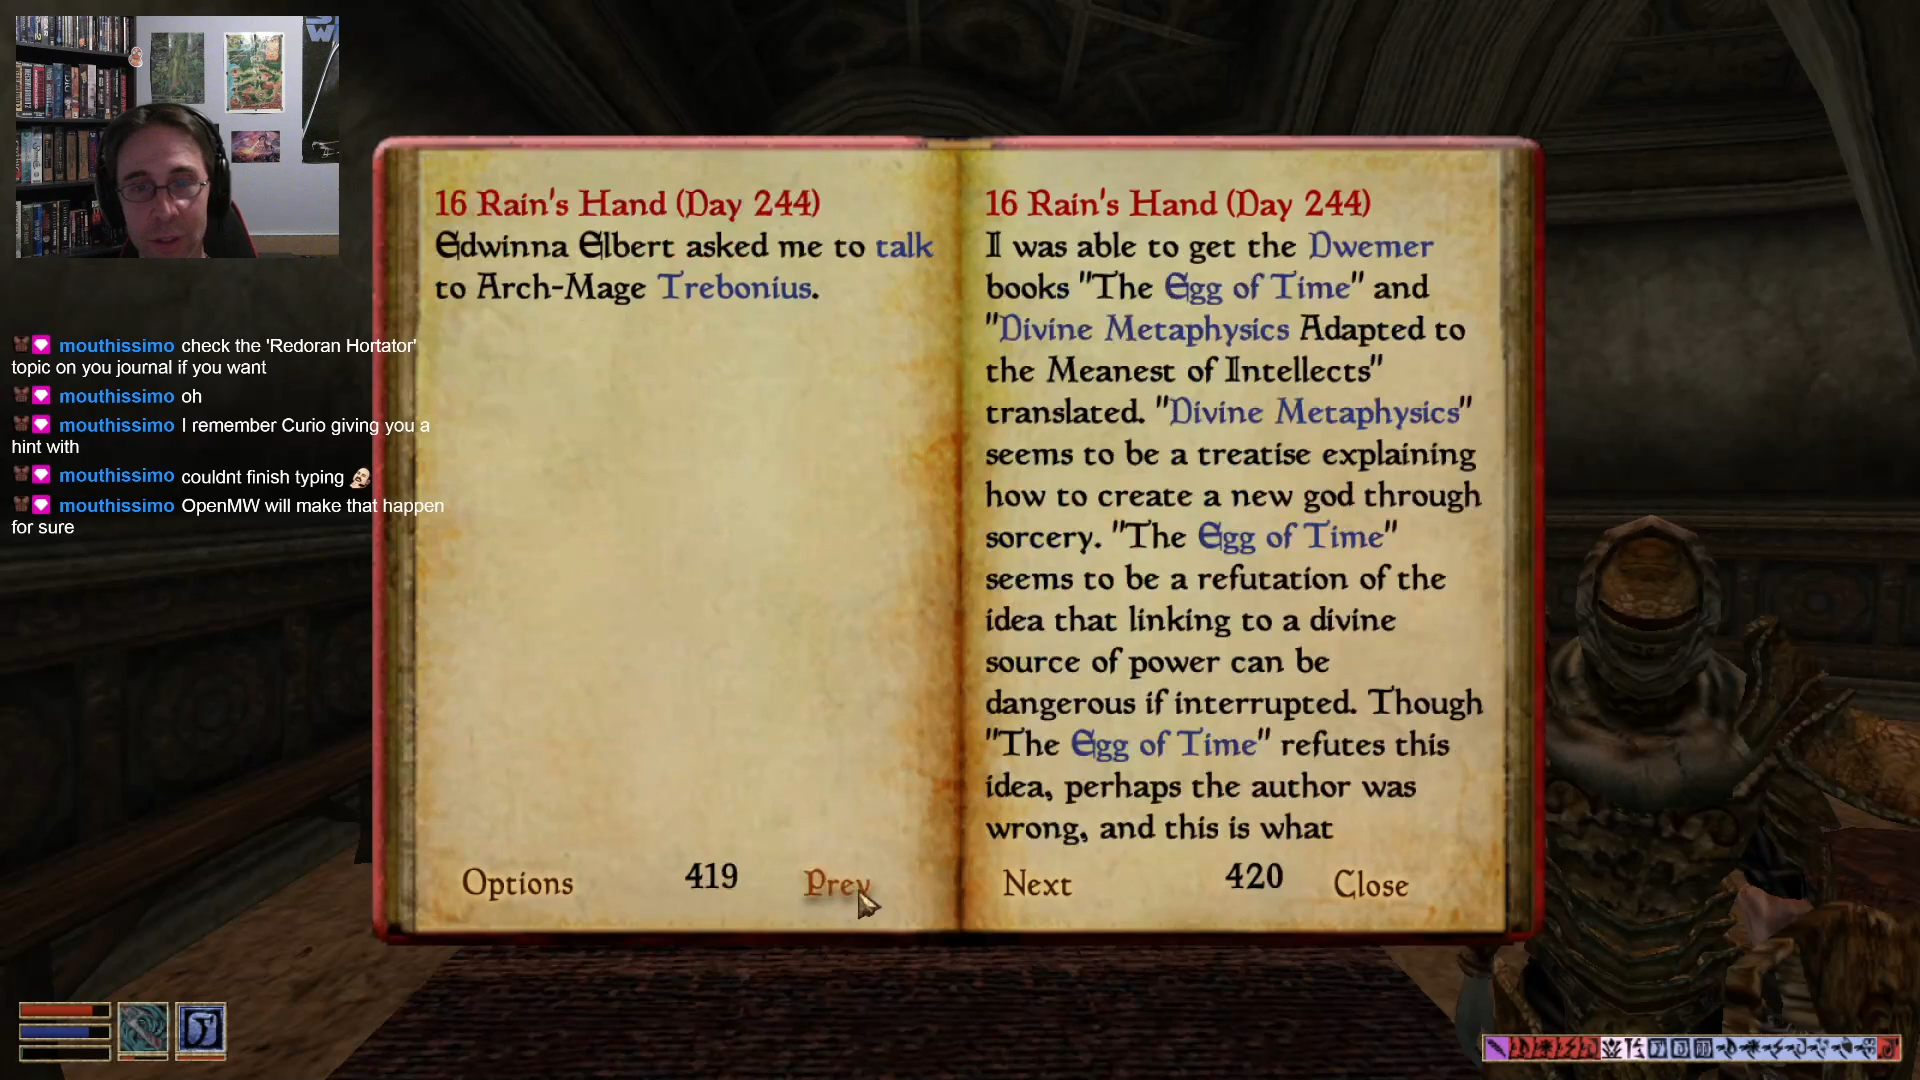 16 Rain's Hand (Day 244)
Edwinna Elbert asked me to talk
to Arch-Mage Trebonius.
16 Rain's Hand (Day 244)
I was able to get the Dwemer
books "The Egg of Time" and
"Divine Metaphysics Adapted to
the Meanest of Intellects"
translated. "Divine Metaphysics"
seems to be a treatise explaining
how to create a new god through
sorcery. "The Egg of Time"
seems to be a refutation of the
idea that linking to a divine
source of power can be
dangerous if interrupted. Though
"The Egg of Time" refutes this
idea, perhaps the author was
wrong, and this is what
Options 419 Prev
Next 420 Close
mouthissimo check the 'Redoran Hortator'
topic on you journal if you want
mouthissimo oh
mouthissimo I remember Curio giving you a
hint with
mouthissimo couldnt finish typing
mouthissimo OpenMW will make that happen
for sure